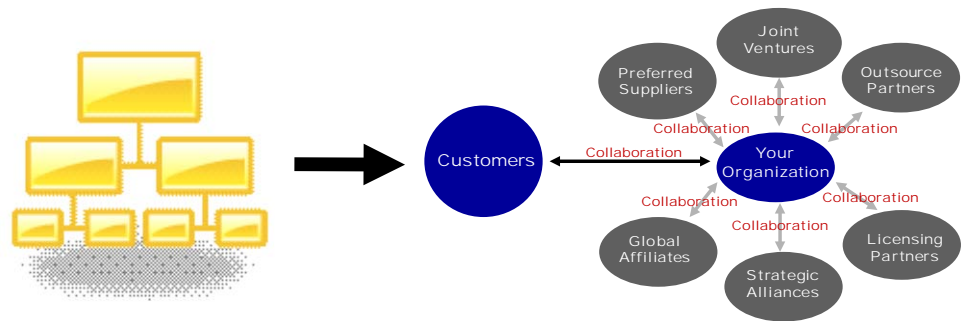 Joint
Ventures
Preferred
Suppliers
Outsource
Partners
Collaboration
Collaboration
Collaboration
Customers
Collaboration
Your
Organization
Collaboration
Collaboration
Collaboration
Global
Affiliates
Licensing
Partners
Strategic
Alliances